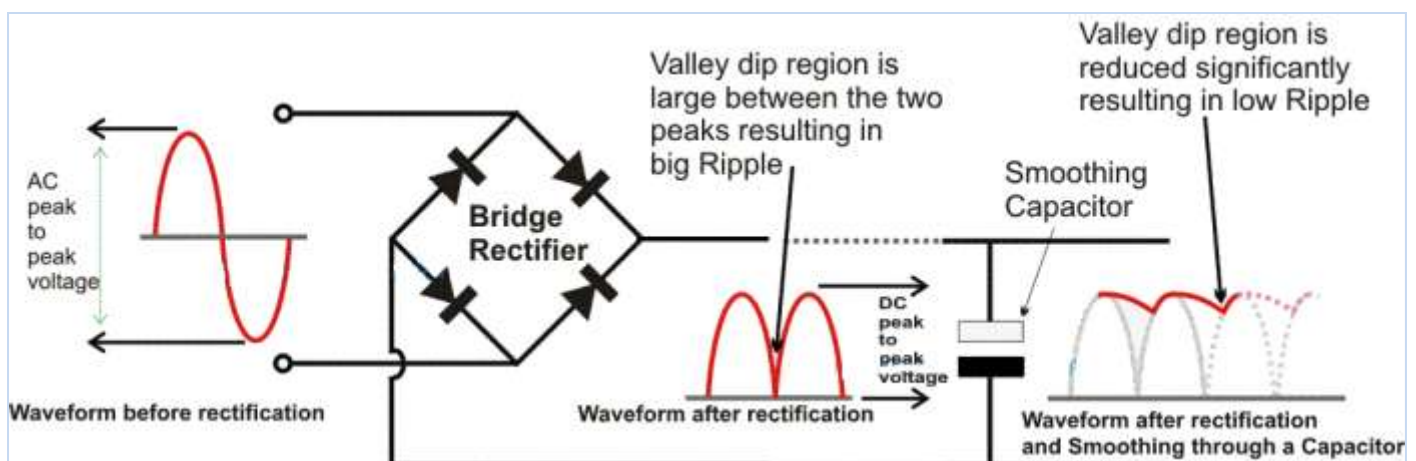 AC
peak
to
peak
voltage
Waveform before rectification
Bridge
Rectifier
Valley dip region is
large between the two
peaks resulting in
big Ripple
Waveform after rectification
DC
peak
to
peak
voltage
Smoothing
Capacitor
Valley dip region is
reduced significantly
resulting in low Ripple
Waveform after rectification
and Smoothing through a Capacitor